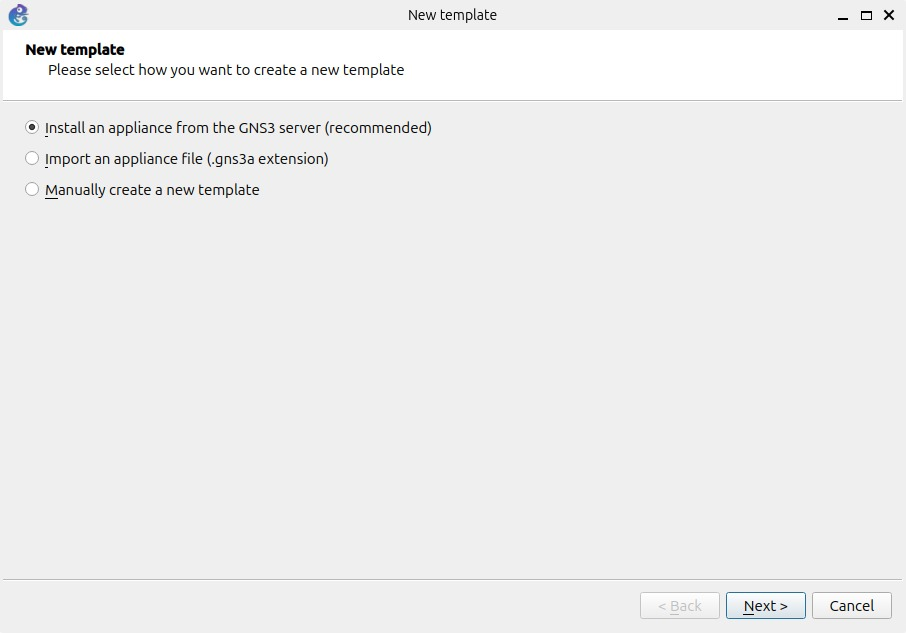 New template
New template
Please select how you want to create a new template
Install an appliance from the GNS3 server (recommended)
Import an appliance file (.gns3a extension)
Manually create a new template
< Back
Next >
Cancel